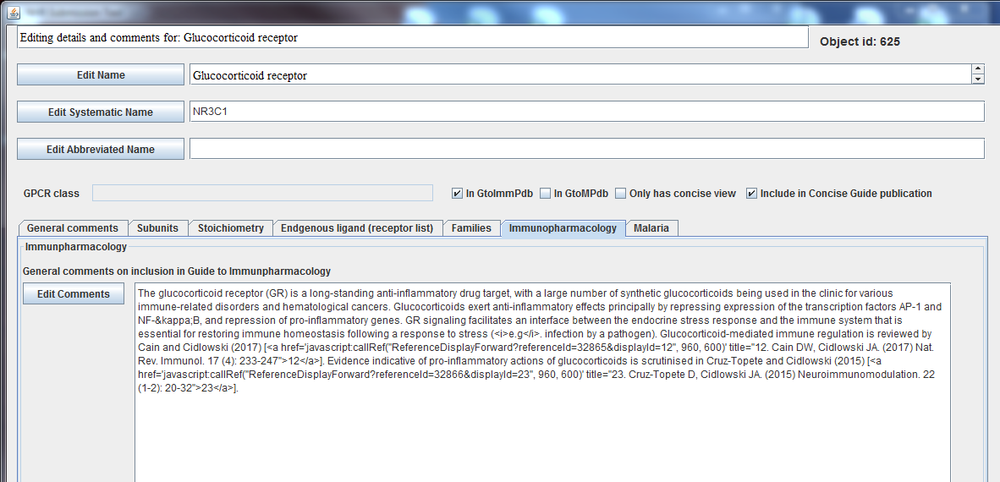 Editing details and comments for: Glucocorticoid receptor
Object id: 625
Edit Name
Glucocorticoid receptor
Edit Systematic Name
NR3C1
Edit Abbreviated Name
GPCR class
In GtoImmPdb
In GtoMPdb
Only has concise view
Include in Concise Guide publication
General comments
Subunits
Stoichiometry
Endgenous ligand (receptor list)
Families
Immunopharmacology
Malaria
Immunpharmacology
General comments on inclusion in Guide to Immunpharmacology
Edit Comments
The glucocorticoid receptor (GR) is a long-standing anti-inflammatory drug target, with a large number of synthetic glucocorticoids being used in the clinic for various
immune-related disorders and hematological cancers. Glucocorticoids exert anti-inflammatory effects principally by repressing expression of the transcription factors AP-1 and
NF-&kappa;B, and repression of pro-inflammatory genes. GR signaling facilitates an interface between the endocrine stress response and the immune system that is
essential for restoring immune homeostasis following a response to stress (<i>e.g</i>. infection by a pathogen). Glucocorticoid-mediated immune regulation is reviewed by
Cain and Cidlowski (2017) [<a href='javascript:callRef("ReferenceDisplayForward?referenceId=32865&displayId=12", 960, 600)' title="12. Cain DW, Cidlowski JA. (2017) Nat.
Rev. Immunol. 17 (4): 233-247">12</a>]. Evidence indicative of pro-inflammatory actions of glucocorticoids is scrutinised in Cruz-Topete and Cidlowski (2015) [<a
href='javascript:callRef("ReferenceDisplayForward?referenceId=32866&displayId=23", 960, 600)' title="23. Cruz-Topete D, Cidlowski JA. (2015) Neuroimmunomodulation. 22
(1-2): 20-32">23</a>].